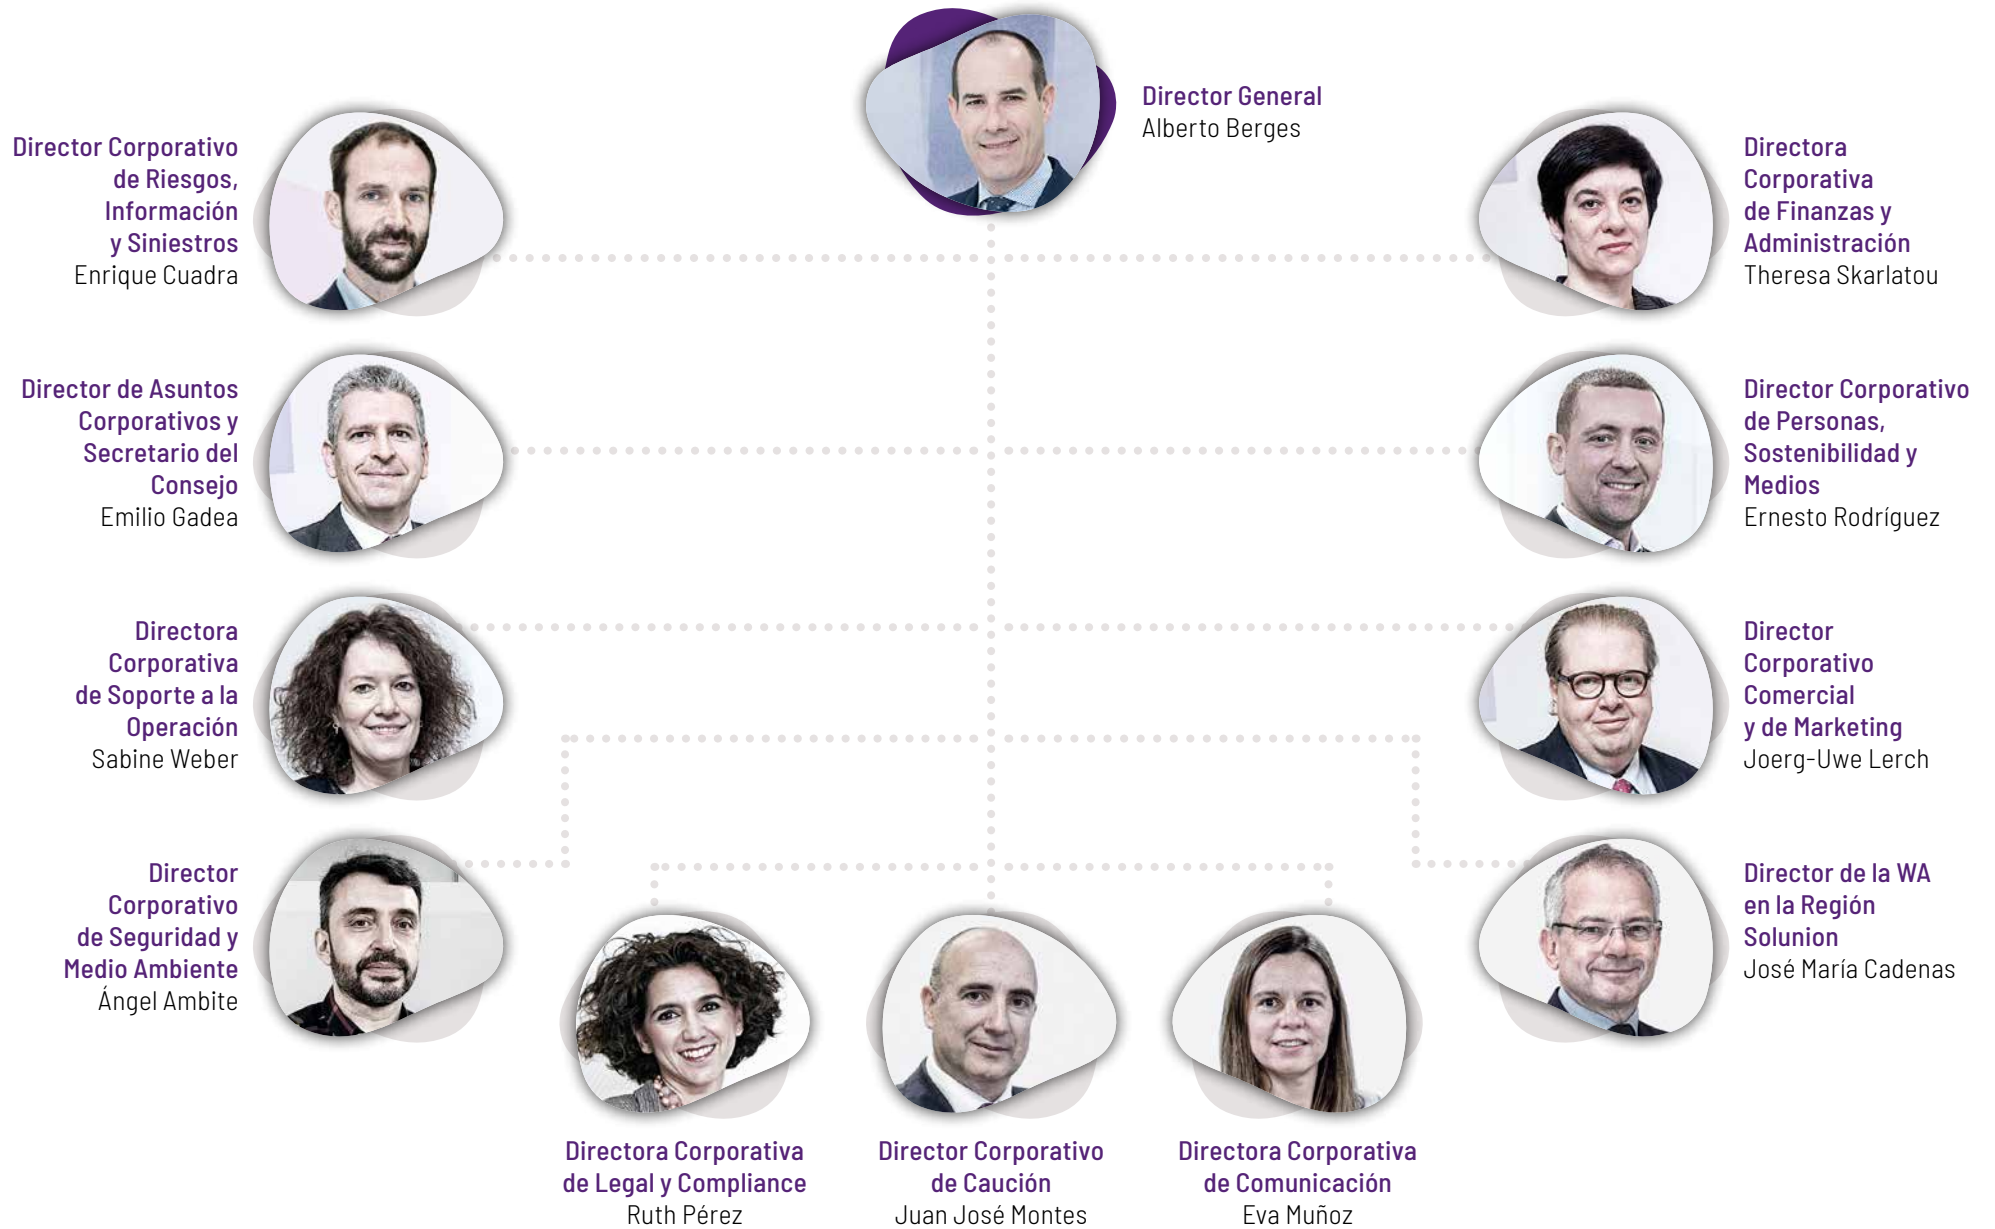 Director General
Alberto Berges
Director Corporativo
de Riesgos,
Información
y Siniestros
Enrique Cuadra
Directora
Corporativa
de Finanzas y
Administración
Theresa Skarlatou
Director de Asuntos
Corporativos y
Secretario del
Consejo
Emilio Gadea
Director Corporativo
de Personas,
Sostenibilidad y
Medios
Ernesto Rodríguez
Directora
Corporativa
de Soporte a la
Operación
Sabine Weber
Director
Corporativo
Comercial
y de Marketing
Joerg-Uwe Lerch
Director
Corporativo
de Seguridad y
Medio Ambiente
Ángel Ambite
Director de la WA
en la Región
Solunion
José María Cadenas
Directora Corporativa
de Legal y Compliance
Ruth Pérez
Director Corporativo
de Caución
Juan José Montes
Directora Corporativa
de Comunicación
Eva Muñoz